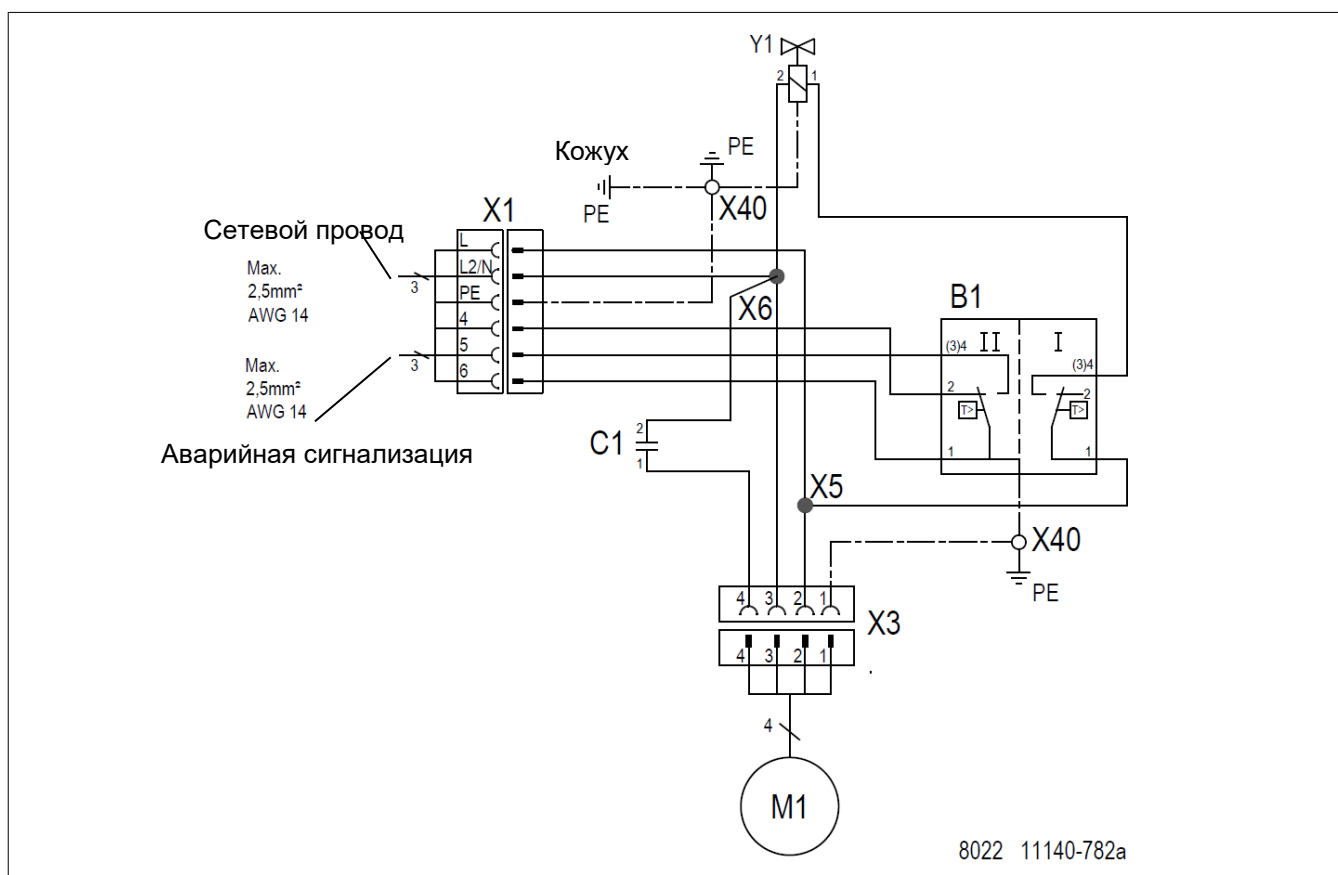 Y1
2 1
Кожух
PE
PE
X40
X1
Сетевой провод
L
L2/N
PE
4
5
6
Max.
2,5mm²
AWG 14
3
Max.
2,5mm²
AWG 14
3
Аварийная сигнализация
X6
B1
II I
(3)4
(3)4
2
2
T>
T>
1
1
C1
2
1
X5
X40
PE
4 3 2 1
X3
4 3 2 1
4
M1
8022 11140-782a